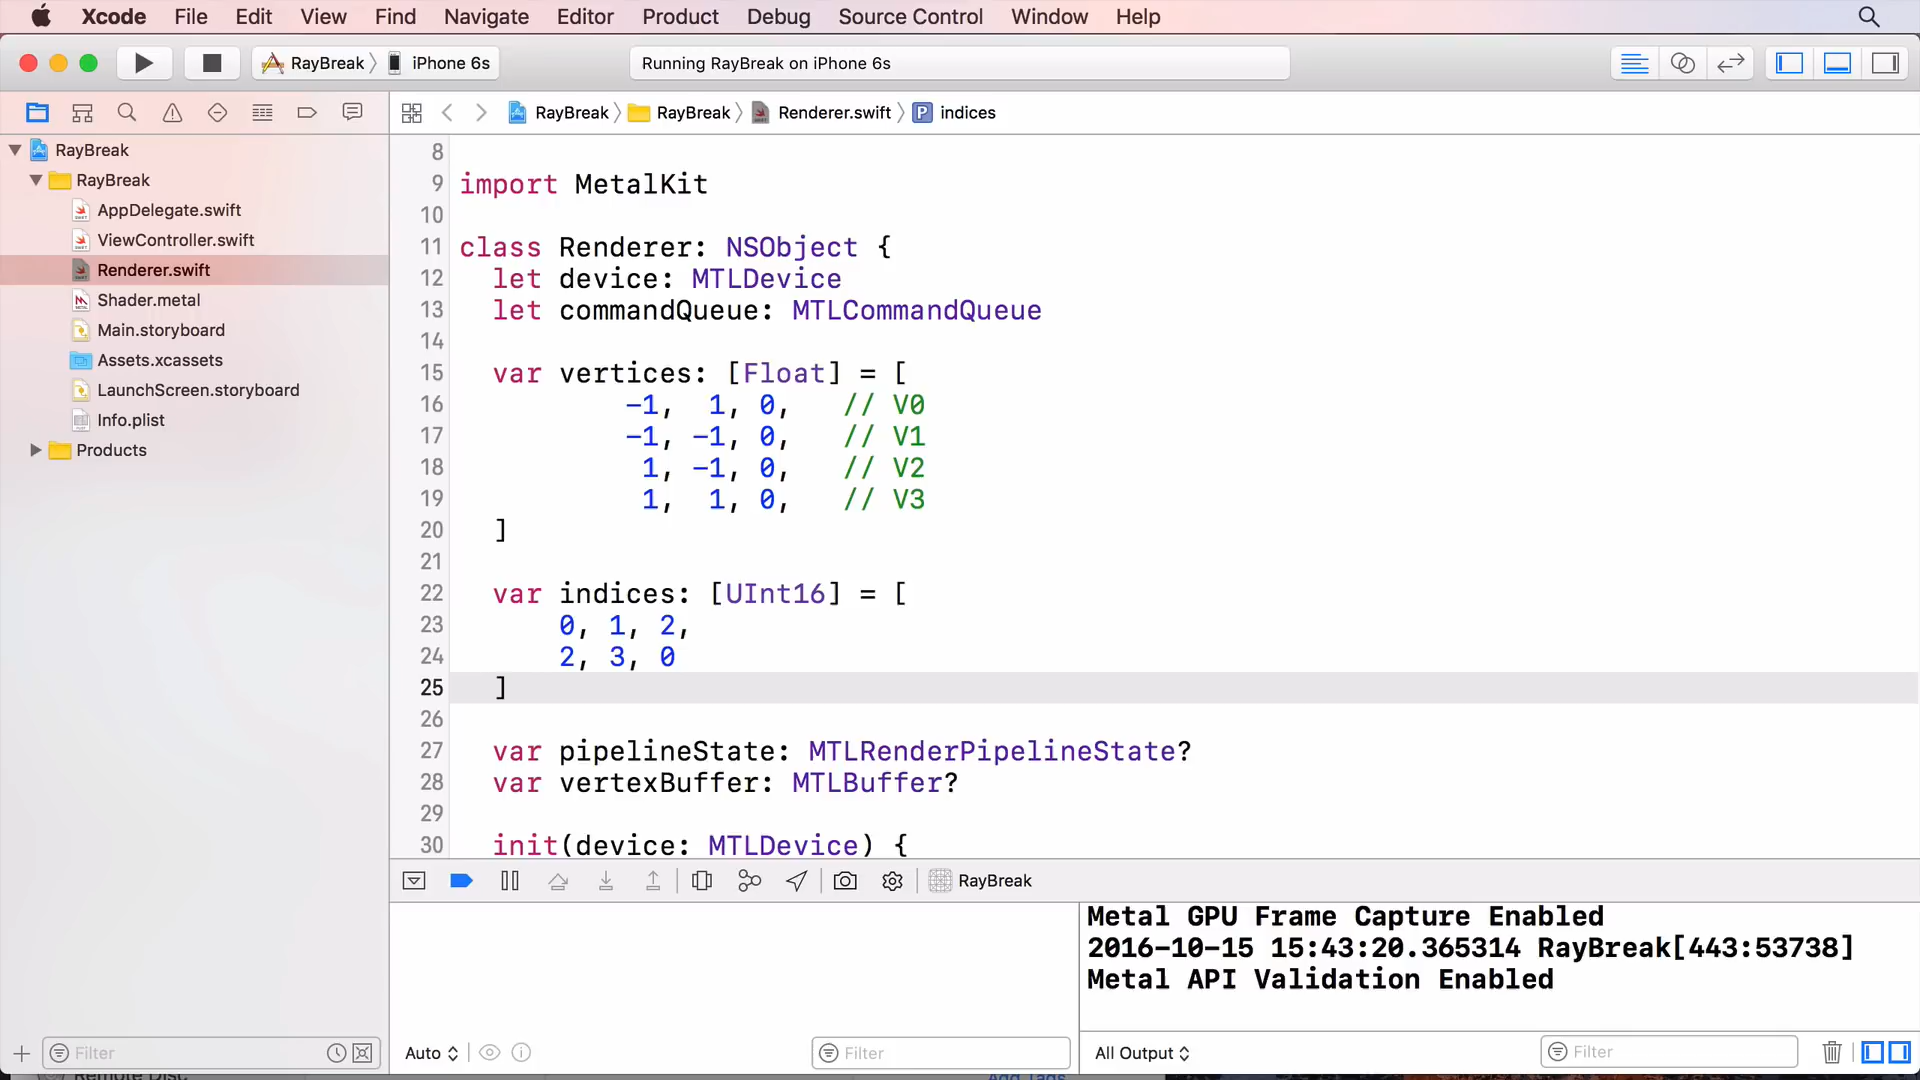 Xcode File Edit View Find Navigate Editor Product Debug Source Control Window Help
RayBreak iPhone 6s
Running RayBreak on iPhone 6s
RayBreak RayBreak Renderer.swift P indices
RayBreak
RayBreak
AppDelegate.swift
ViewController.swift
Renderer.swift
Shader.metal
Main.storyboard
Assets.xcassets
LaunchScreen.storyboard
Info.plist
Products
8
9 import MetalKit
10
11 class Renderer: NSObject {
12 let device: MTLDevice
13 let commandQueue: MTLCommandQueue
14
15 var vertices: [Float] = [
16 -1, 1, 0, // V0
17 -1, -1, 0, // V1
18 1, -1, 0, // V2
19 1, 1, 0, // V3
20 ]
21
22 var indices: [UInt16] = [
23 0, 1, 2,
24 2, 3, 0
25 ]
26
27 var pipelineState: MTLRenderPipelineState?
28 var vertexBuffer: MTLBuffer?
29
30 init(device: MTLDevice) {
RayBreak
Metal GPU Frame Capture Enabled
2016-10-15 15:43:20.365314 RayBreak[443:53738]
Metal API Validation Enabled
Filter
Auto
Filter
All Output
Filter
Remote Disc
Add Tags